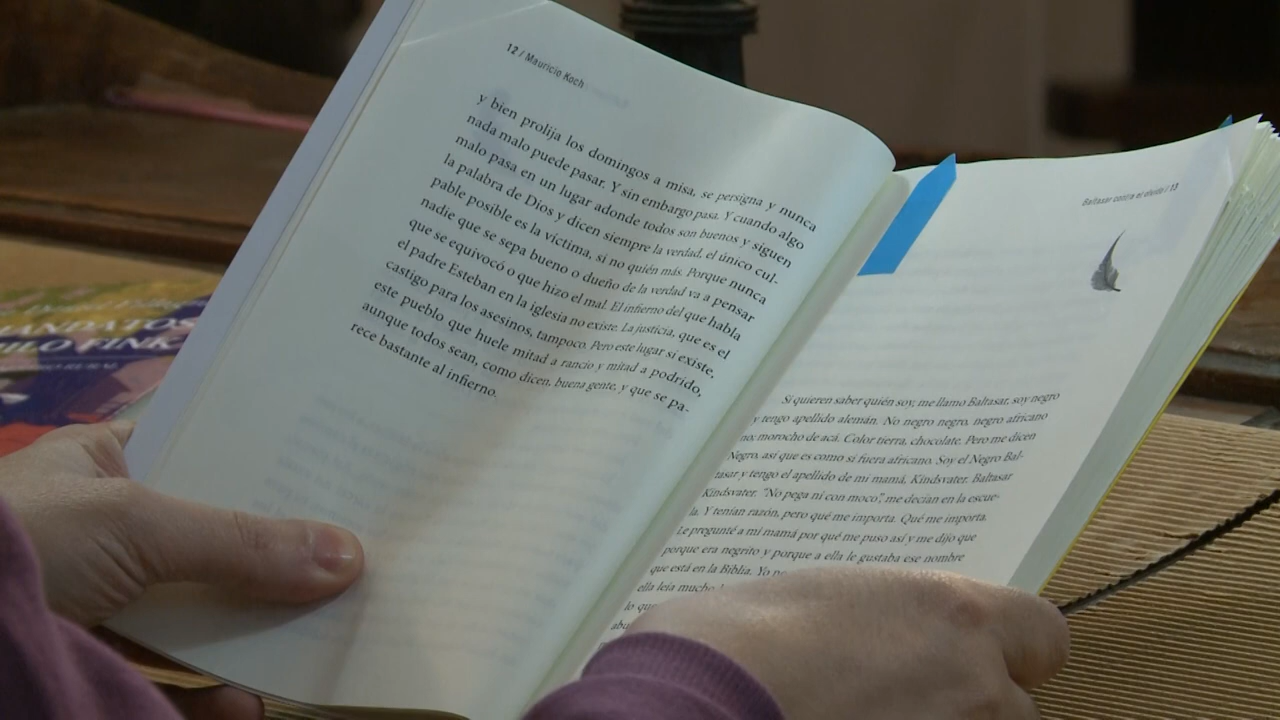 12 / Mauricio Koch
y bien prolija los domingos a misa, se persigna y nunca
nada malo puede pasar. Y sin embargo pasa. Y cuando algo
malo pasa en un lugar adonde todos son buenos y siguen
la palabra de Dios y dicen siempre la verdad, el único cul-
pable posible es la víctima, si no quién más. Porque nunca
nadie que se sepa bueno o dueño de la verdad va a pensar
que se equivocó o que hizo el mal. El infierno del que habla
el padre Esteban en la iglesia no existe. La justicia, que es el
castigo para los asesinos, tampoco. Pero este lugar si existe,
este pueblo que huele mitad a rancio y mitad a podrido,
aunque todos sean, como dicen, buena gente, y que se pa-
rece bastante al infierno.
Baltasar contra el olvido / 13
Si quieren saber quién soy, me llamo Baltasar, soy negro
y tengo apellido alemán. No negro negro, negro africano
no; morocho de acá. Color tierra, chocolate. Pero me dicen
Negro, así que es como si fuera africano. Soy el Negro Bal-
tasar y tengo el apellido de mi mamá, Kindsvater. Baltasar
Kindsvater. "No pega ni con moco", me decían en la escue-
la. Y tenían razón, pero qué me importa. Qué me importa.
Le pregunté a mi mamá por qué me puso así y me dijo que
porque era negrito y porque a ella le gustaba ese nombre
que está en la Biblia. Yo
ella leía mucho
lo
MANDATOS